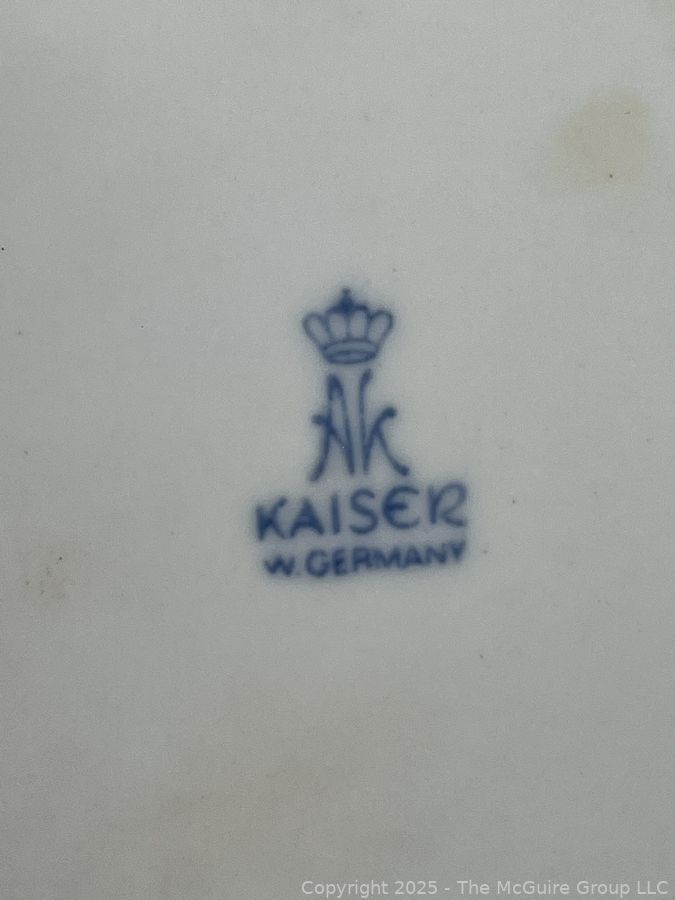 AK
KAISER
W. GERMANY
Copyright 2025 - The McGuire Group LLC